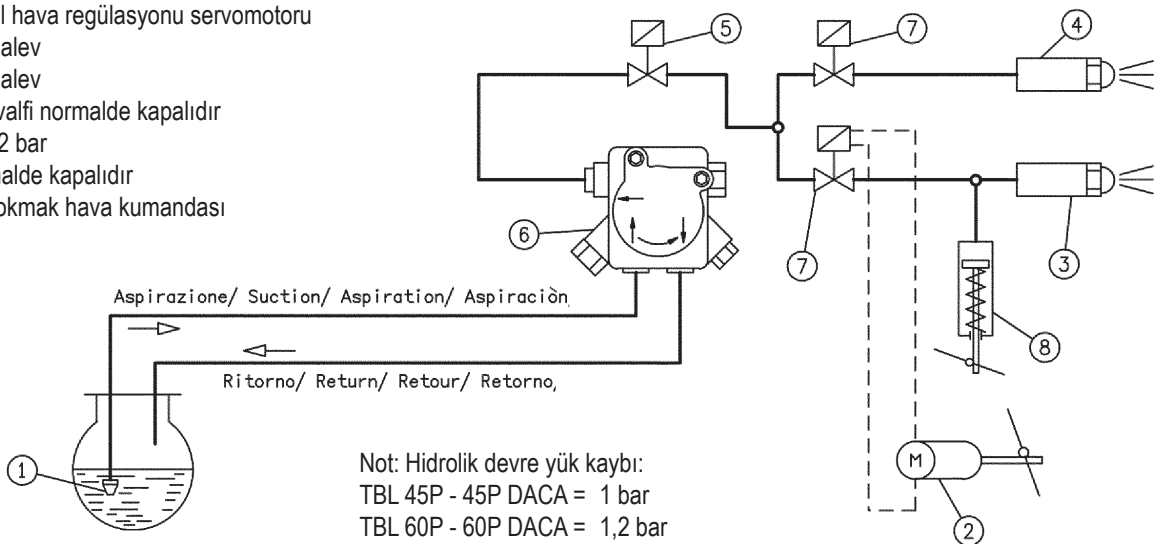 hava regülasyonu servomotoru
alev
alev
valfi normalde kapalıdır
2 bar
kapalıdır
hava kumandası
5
7
4
6
7
3
Aspirazione/ Suction/ Aspiration/ Aspiraciòn,
8
Ritorno/ Return/ Retour/ Retorno,
1
Not: Hidrolik devre yük kaybı:
TBL 45P - 45P DACA = 1 bar
TBL 60P - 60P DACA = 1,2 bar
M
2